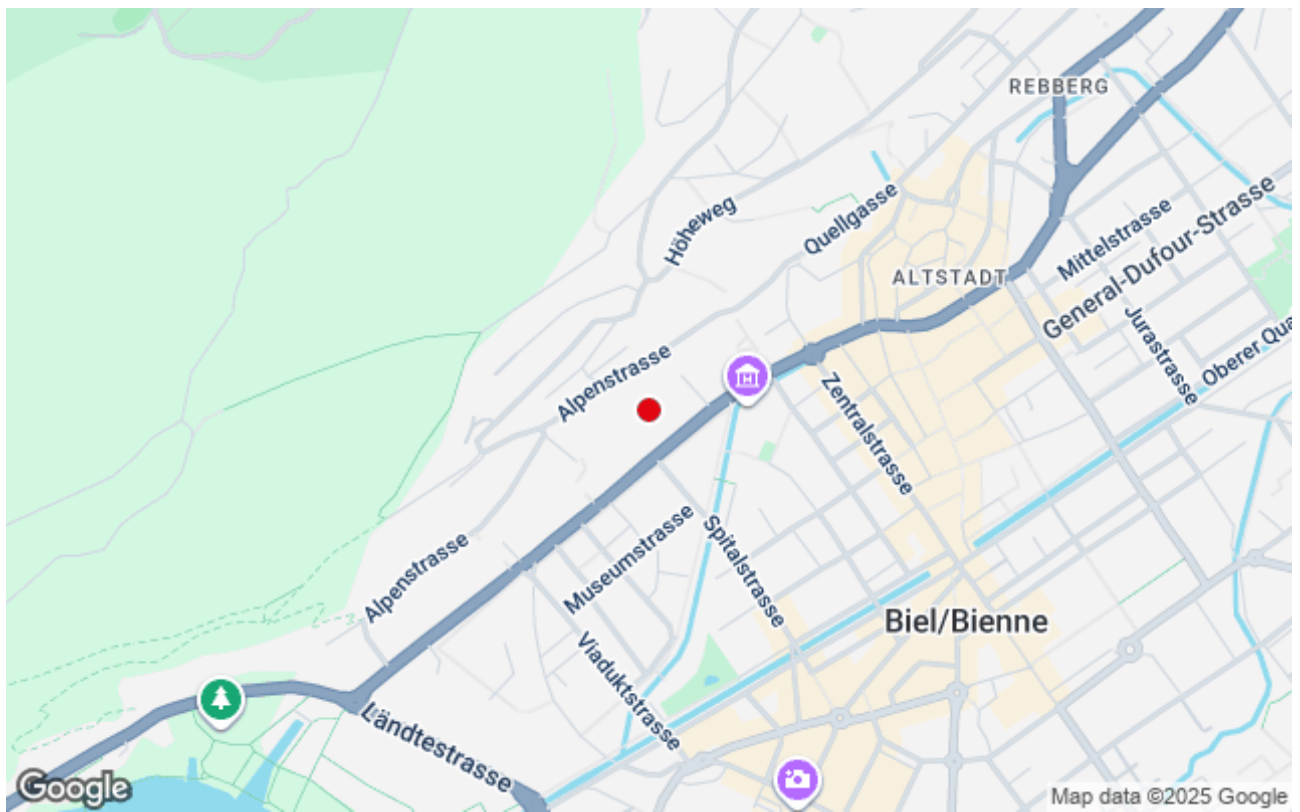 REBBERG
Höheweg
Quellgasse
ALTSTADT
Mittelstrasse
General-Dufour-Strasse
Jurastrasse
Oberer Qua
Alpenstrasse
Zentralstrasse
Museumstrasse
Spitalstrasse
Alpenstrasse
Biel/Bienne
Viaduktstrasse
Ländtestrasse
Google
Map data ©2025 Google